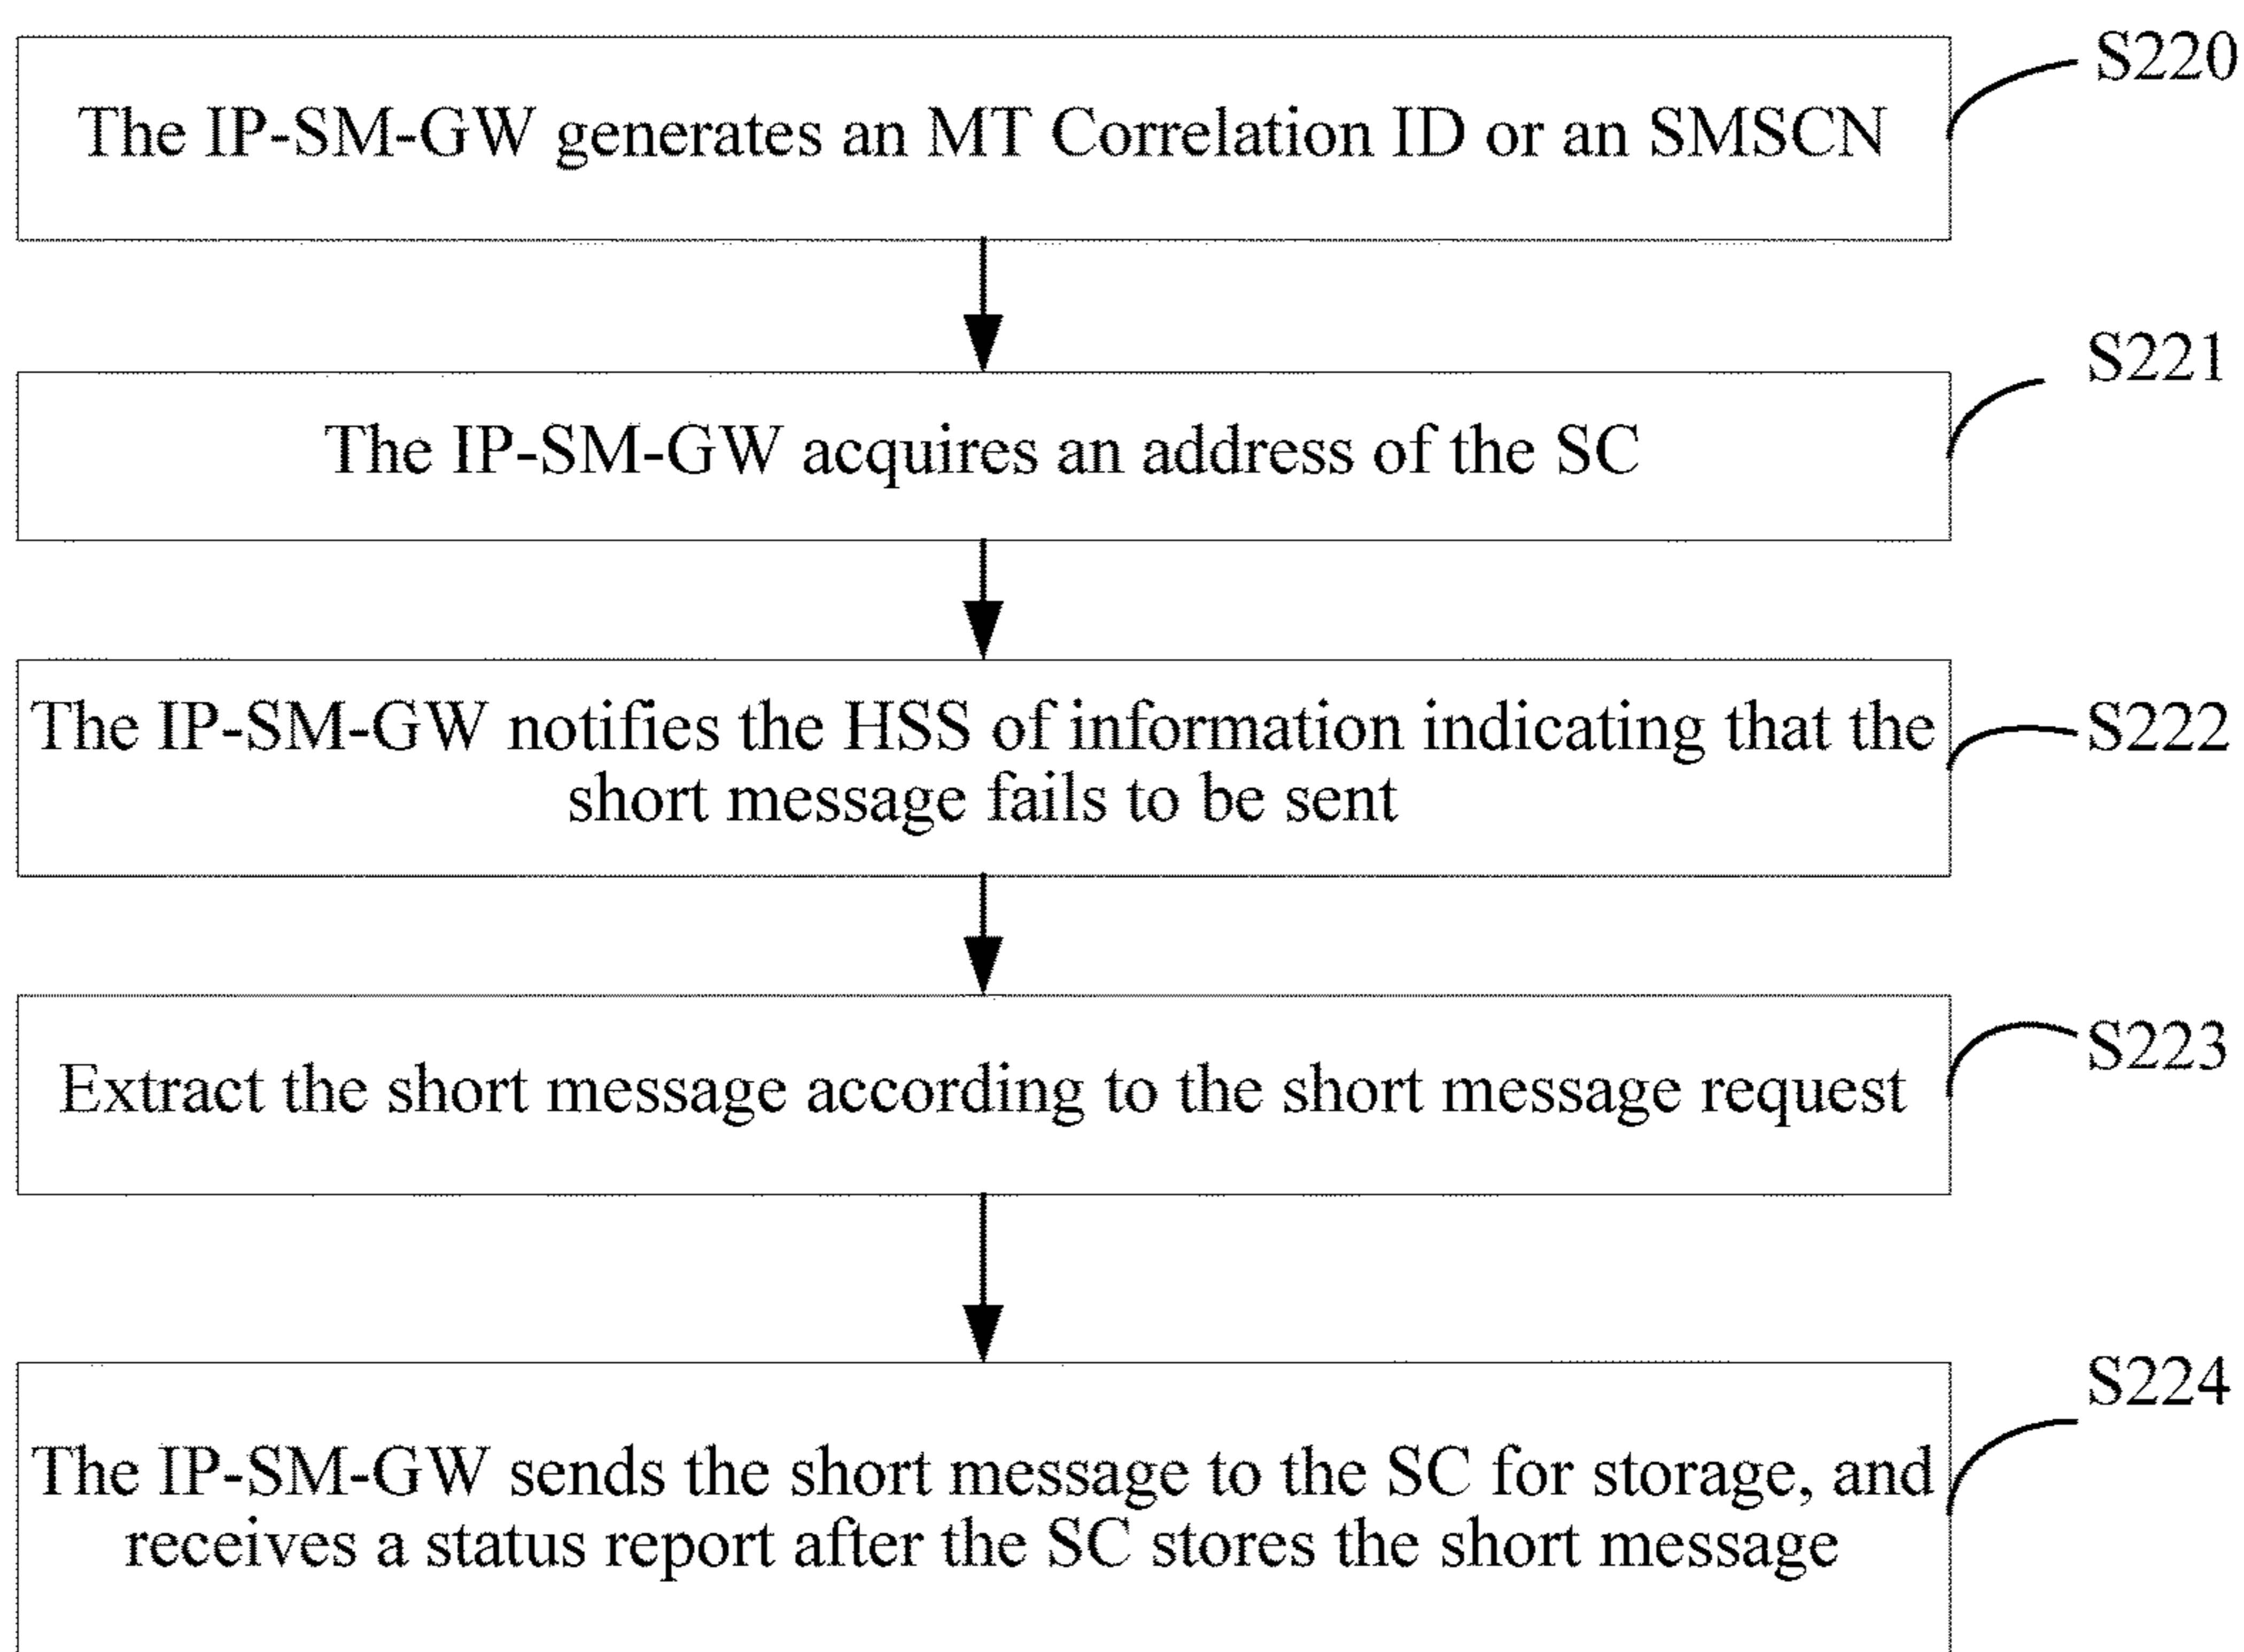 S220
The IP-SM-GW generates an MT Correlation ID or an SMSCN
S221
The IP-SM-GW acquires an address of the SC
The IP-SM-GW notifies the HSS of information indicating that the
short message fails to be sent
S222
Extract the short message according to the short message request
S223
S224
The IP-SM-GW sends the short message to the SC for storage, and
receives a status report after the SC stores the short message